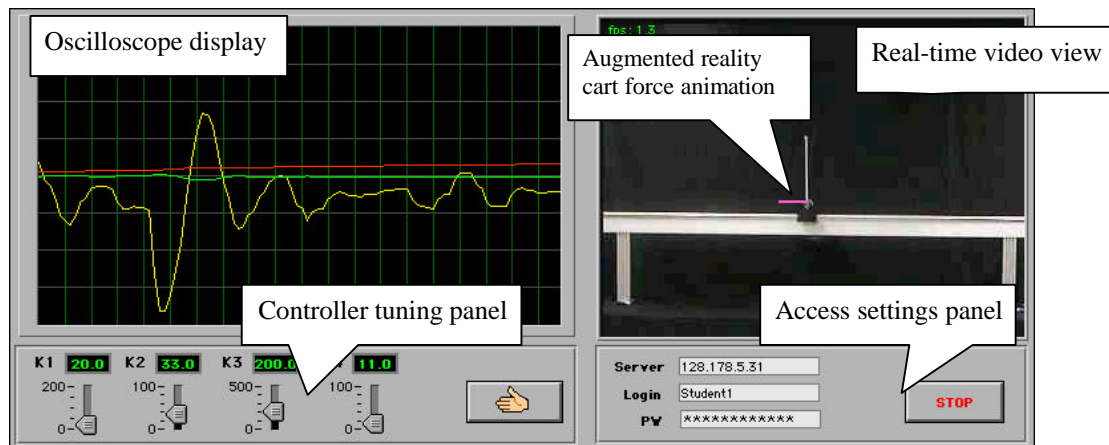 Oscilloscope display
fps:1.3
Augmented reality
cart force animation
Real-time video view
Controller tuning panel
Access settings panel
K1 20.0 K2 33.0 K3 200.0 11.0
200 100 500 100
0 0 0 0
Server 128.178.5.31
Login Student1
PW ************
STOP